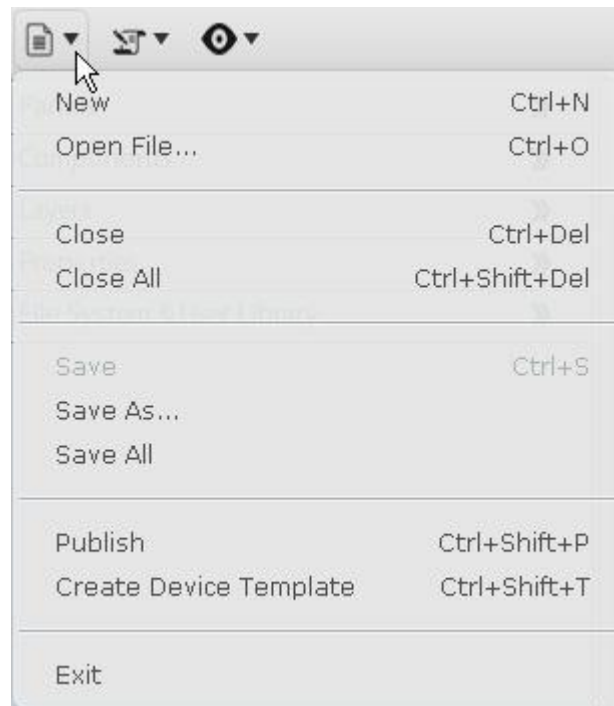 New Ctrl+N
Open File... Ctrl+O
Close Ctrl+Del
Close All Ctrl+Shift+Del
Save Ctrl+S
Save As...
Save All
Publish Ctrl+Shift+P
Create Device Template Ctrl+Shift+T
Exit